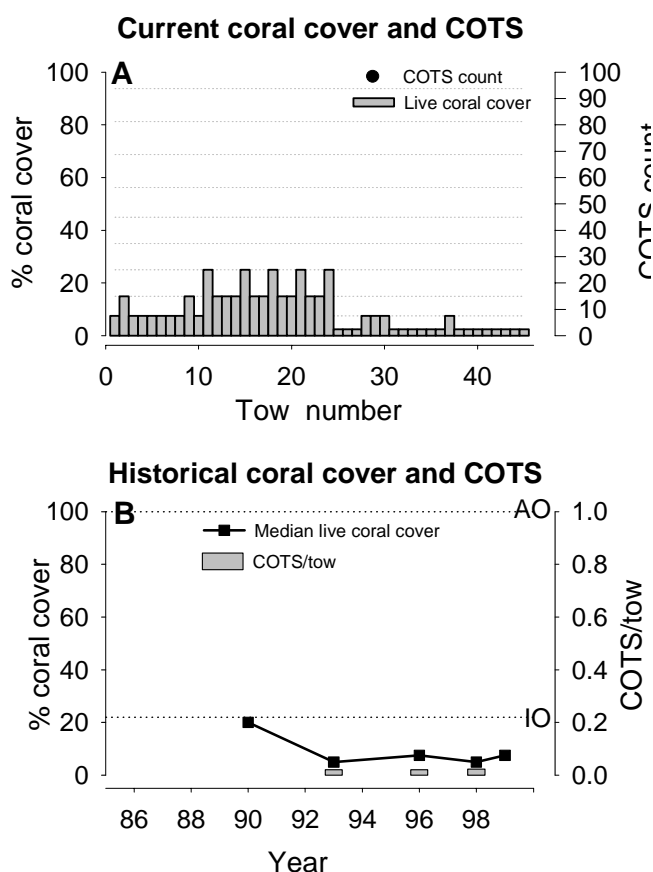 Current coral cover and COTS
A
COTS count
Live coral cover
100
80
60
40
20
0
% coral cover
100
90
80
70
60
50
40
30
20
10
0
COTS count
0 10 20 30 40
Tow number
Historical coral cover and COTS
B
AO
Median live coral cover
COTS/tow
IO
100
80
60
40
20
0
% coral cover
1.0
0.8
0.6
0.4
0.2
0.0
COTS/tow
86 88 90 92 94 96 98
Year